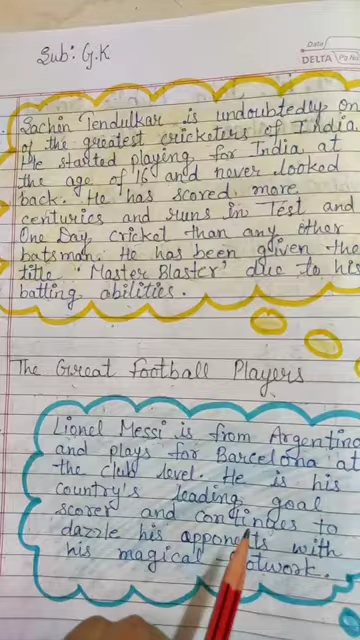 Sub: G.K
Date
DELTA Pg No
Sachin Tendulkar is undoubtedly on
of the greatest cricketers of India
He started playing for India at
the age of 16 and never looked
back. He has scored more
centuries and runs in Test and
One Day cricket than any other
batsman. He has been given the
title 'Master Blaster' due to his
batting abilities.
The Great Football Players
Lionel Messi is from Argentina
and plays for Barcelona at
the club level. He is his
country's leading goal
scorer and continues to
dazzle his opponents with
his magical footwork.